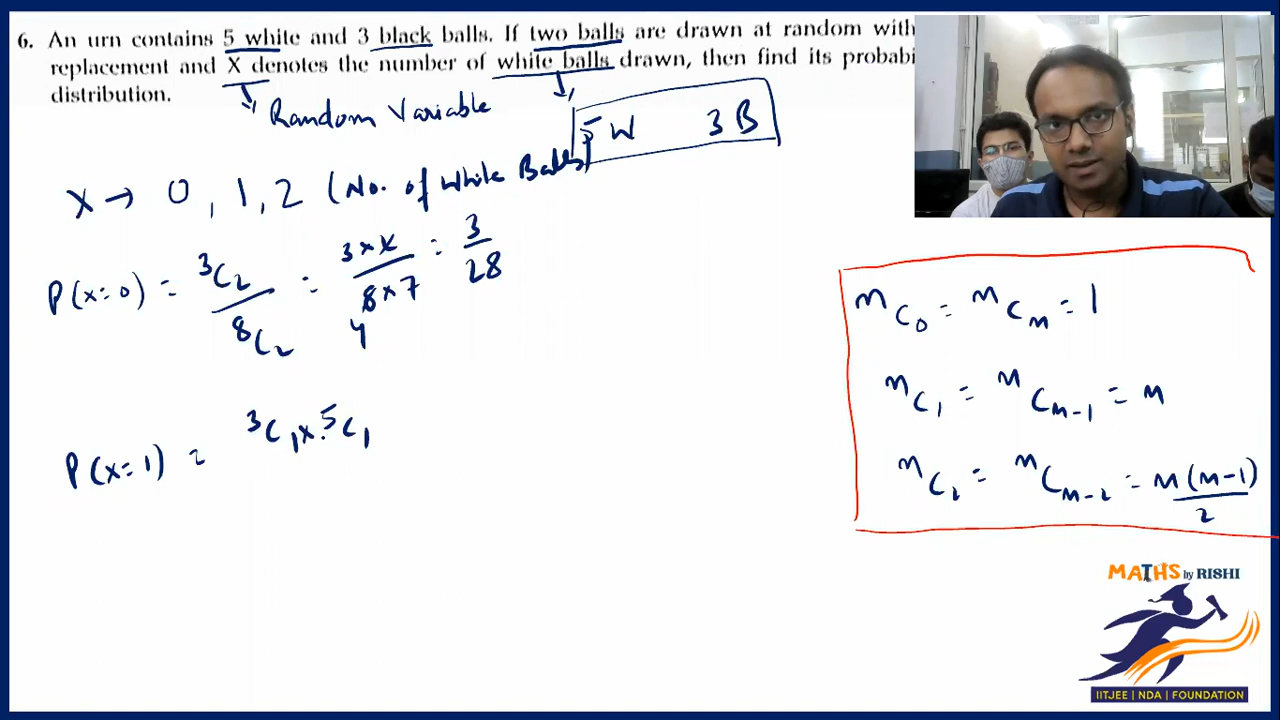 6. An urn contains 5 white and 3 black balls. If two balls are drawn at random with
replacement and X denotes the number of white balls drawn, then find its probabi
distribution.
Random Variable
5 W 3 B
X → 0, 1, 2 (No. of White Balls)
P(x=0) = ³C₂/⁸C₂ = 3×2/8×7 = 3/28
4
P(x=1) = ³C₁×⁵C₁
ⁿC₀ = ⁿCₙ = 1
ⁿC₁ = ⁿCₙ₋₁ = n
ⁿC₂ = ⁿCₙ₋₂ = n(n-1)/2
MATHS by RISHI
IITJEE | NDA | FOUNDATION